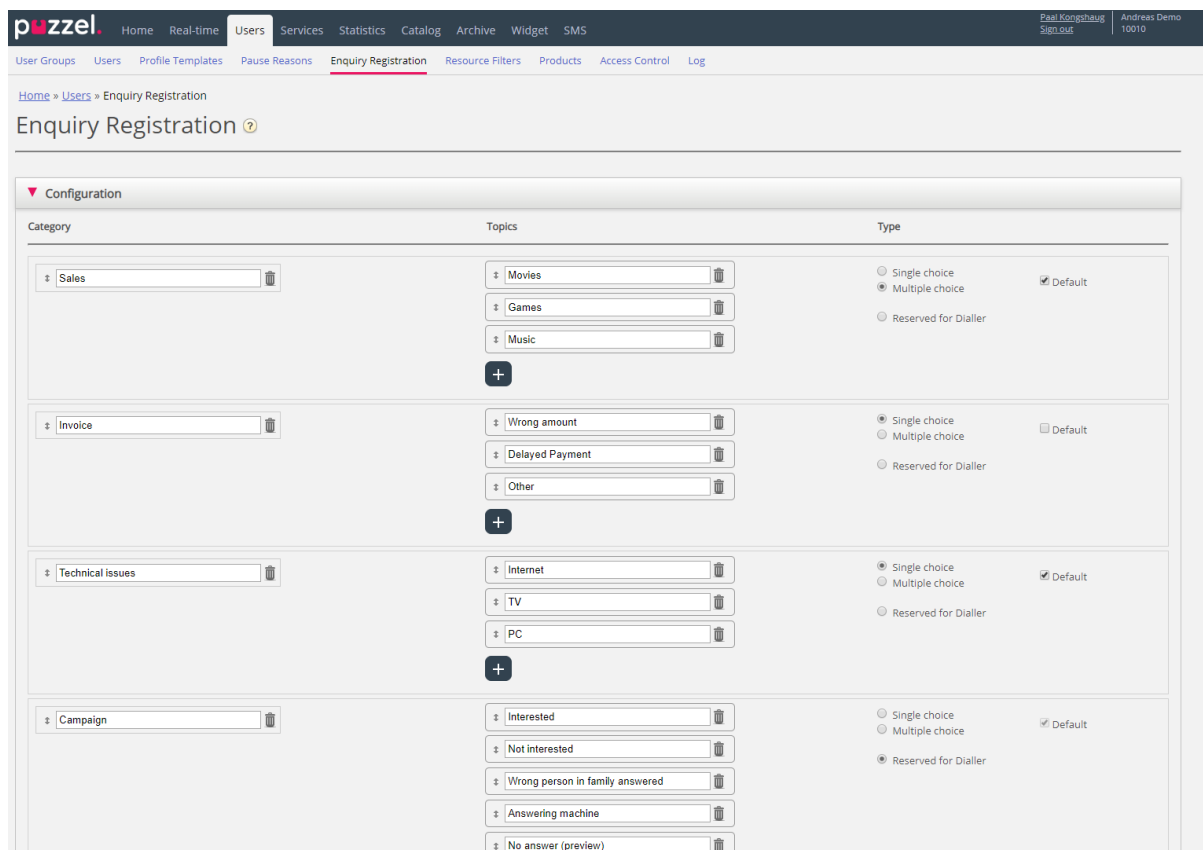 puzzel.
Home Real-time Users Services Statistics Catalog Archive Widget SMS
Paal Kongshaug
Sign out
Andreas Demo
10010
User Groups Users Profile Templates Pause Reasons Enquiry Registration Resource Filters Products Access Control Log
Home » Users » Enquiry Registration
Enquiry Registration ?
Configuration
Category Topics Type
Sales
Movies
Games
Music
+
Single choice
Multiple choice
Reserved for Dialler
Default
Invoice
Wrong amount
Delayed Payment
Other
+
Single choice
Multiple choice
Reserved for Dialler
Default
Technical issues
Internet
TV
PC
+
Single choice
Multiple choice
Reserved for Dialler
Default
Campaign
Interested
Not interested
Wrong person in family answered
Answering machine
No answer (preview)
Single choice
Multiple choice
Reserved for Dialler
Default